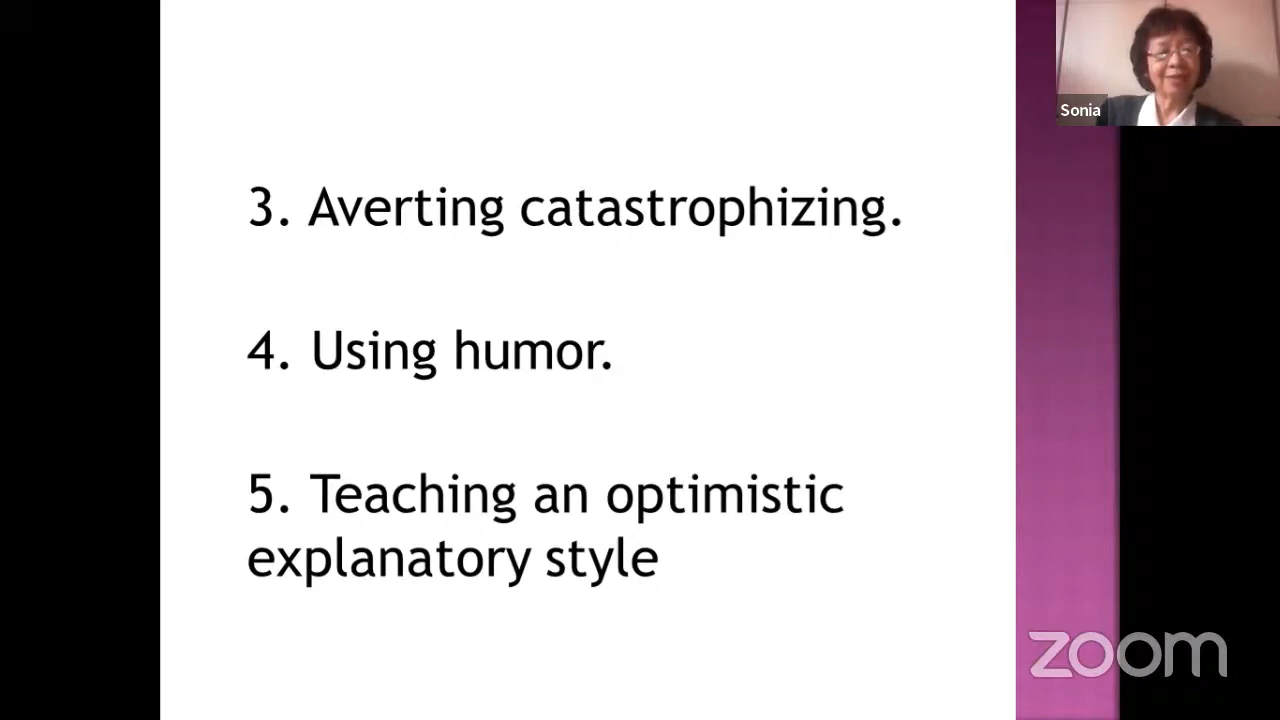 Sonia
3. Averting catastrophizing.
4. Using humor.
5. Teaching an optimistic
explanatory style
zoom